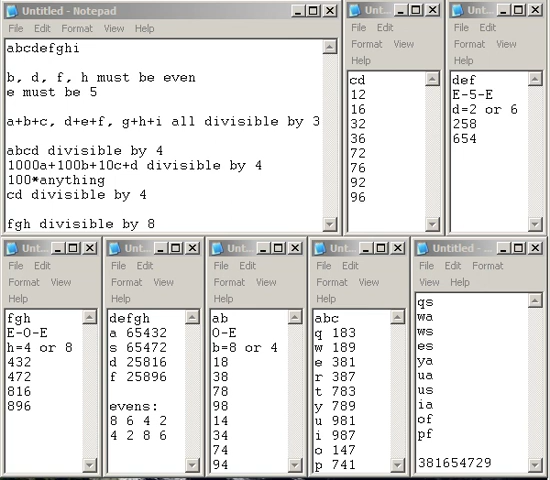 Untitled - Notepad
File Edit Format View Help
abcdefghi
b, d, f, h must be even
e must be 5
a+b+c, d+e+f, g+h+i all divisible by 3
abcd divisible by 4
1000a+100b+10c+d divisible by 4
100*anything
cd divisible by 4
fgh divisible by 8
Unt...
File Edit
Format View
Help
cd
12
16
32
36
72
76
92
96
Unt...
File Edit
Format View
Help
def
E-5-E
d=2 or 6
258
654
Unt...
File Edit
Format View
Help
fgh
E-O-E
h=4 or 8
432
472
816
896
Unt...
File Edit
Format View
Help
defgh
a 65432
s 65472
d 25816
f 25896
evens:
8 6 4 2
4 2 8 6
Unt...
File Edit
Format View
Help
ab
O-E
b=8 or 4
18
38
78
98
14
34
74
94
Unt...
File Edit
Format View
Help
abc
q 183
w 189
e 381
r 387
t 783
y 789
u 981
i 987
o 147
p 741
Untitled - ...
File Edit Format
View Help
qs
wa
ws
es
ya
ua
us
ia
of
pf
381654729